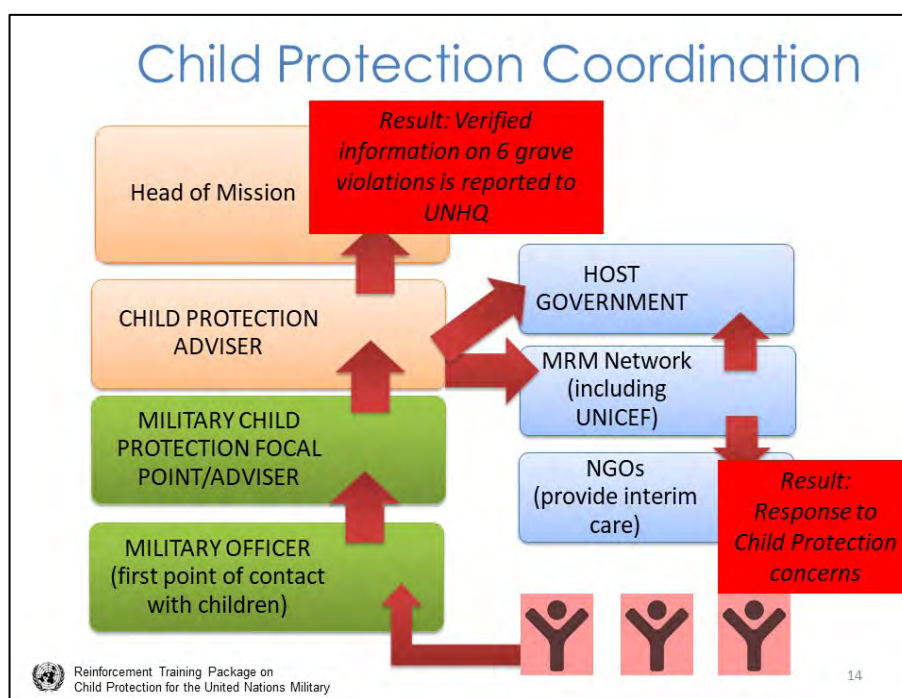 Child Protection Coordination
Result: Verified
information on 6 grave
violations is reported to
UNHQ
Head of Mission
HOST
GOVERNMENT
CHILD PROTECTION
ADVISER
MRM Network
(including
UNICEF)
MILITARY CHILD
PROTECTION FOCAL
POINT/ADVISER
NGOs
(provide interim
care)
Result:
Response to
Child Protection
concerns
MILITARY OFFICER
(first point of contact
with children)
Reinforcement Training Package on
Child Protection for the United Nations Military
14